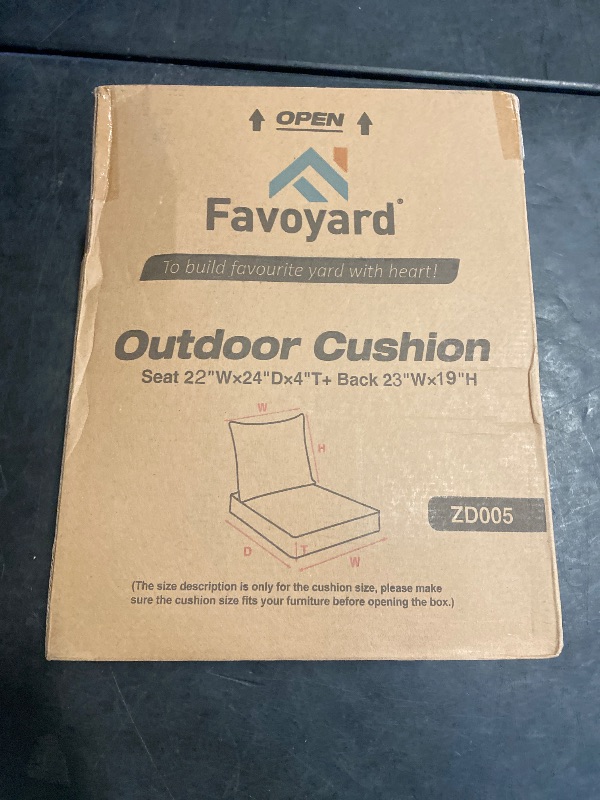 OPEN
Favoyard®
To build favourite yard with heart!
Outdoor Cushion
Seat 22"W×24"D×4"T+ Back 23"W×19"H
W
H
D
T
W
ZD005
(The size description is only for the cushion size, please make
sure the cushion size fits your furniture before opening the box.)